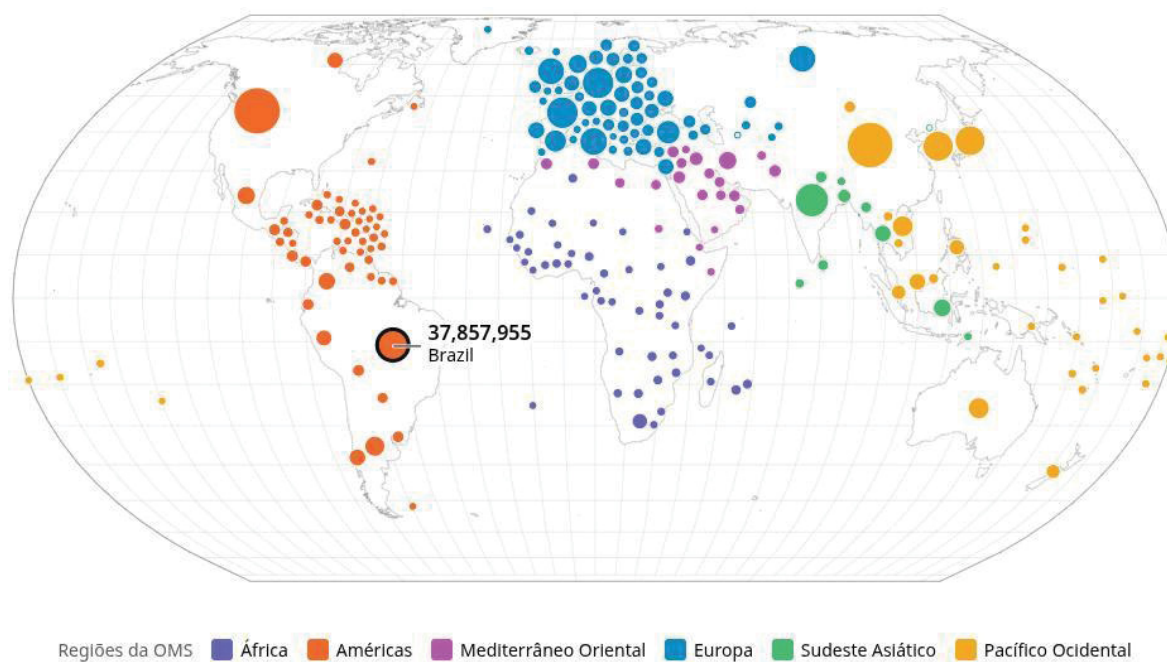 37,857,955
Brazil
Regiões da OMS África Américas Mediterrâneo Oriental Europa Sudeste Asiático Pacífico Ocidental